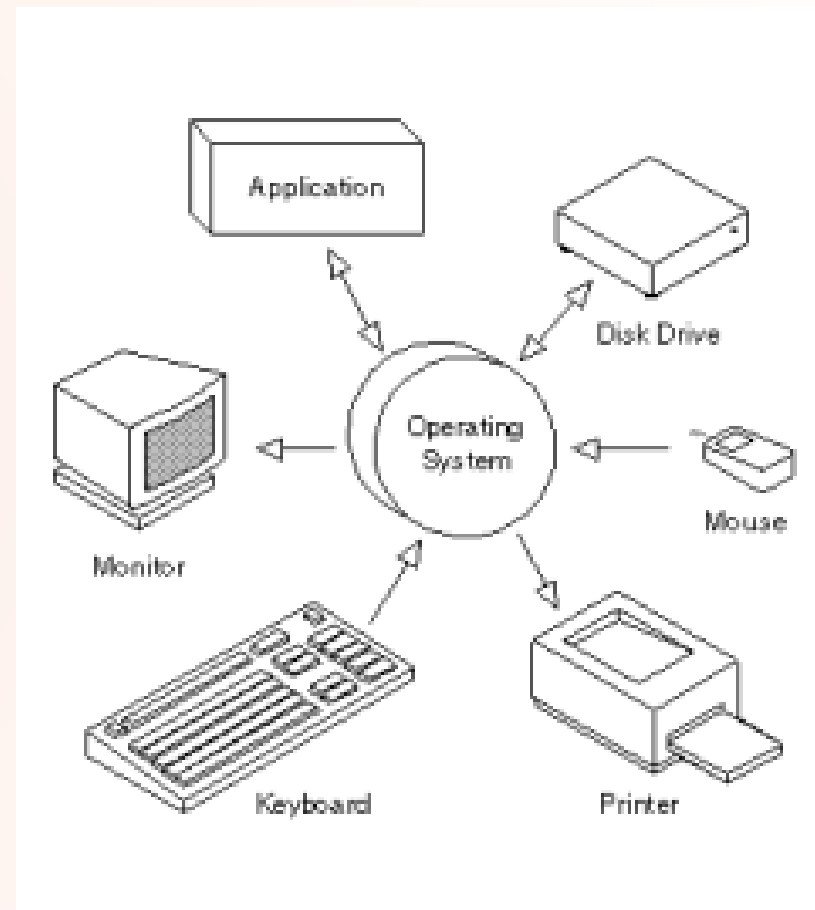 Application
Disk Drive
Operating
System
Mouse
Monitor
Keyboard
Printer